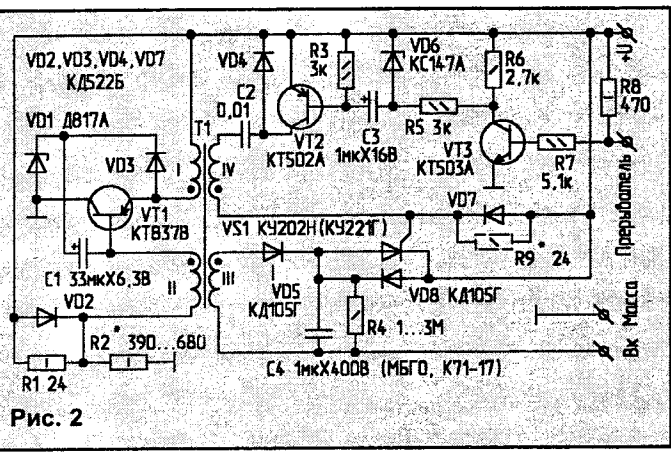 VD2,VD3,VD4,VD7
КД522Б
VD1 Д817А
VD3
VT1
КТ837В
C1 33мкХ6,3В
VD2
R1 24
R2* 390...680
T1
I
II
III
IV
C2
0,01
VD4
VT2
КТ502А
R3
3к
C3
1мкХ16В
VD6
КС147А
R5 3к
R6
2,7к
VT3
КТ503А
R7
5,1к
R8
470
+U
Прерыватель
VS1 КУ202Н(КУ221Г)
VD7
R9* 24
VD5
КД105Г
VD8 КД105Г
R4 1...3М
C4 1мкХ400В (МБГО, К71-17)
Масса
Вх
Рис. 2